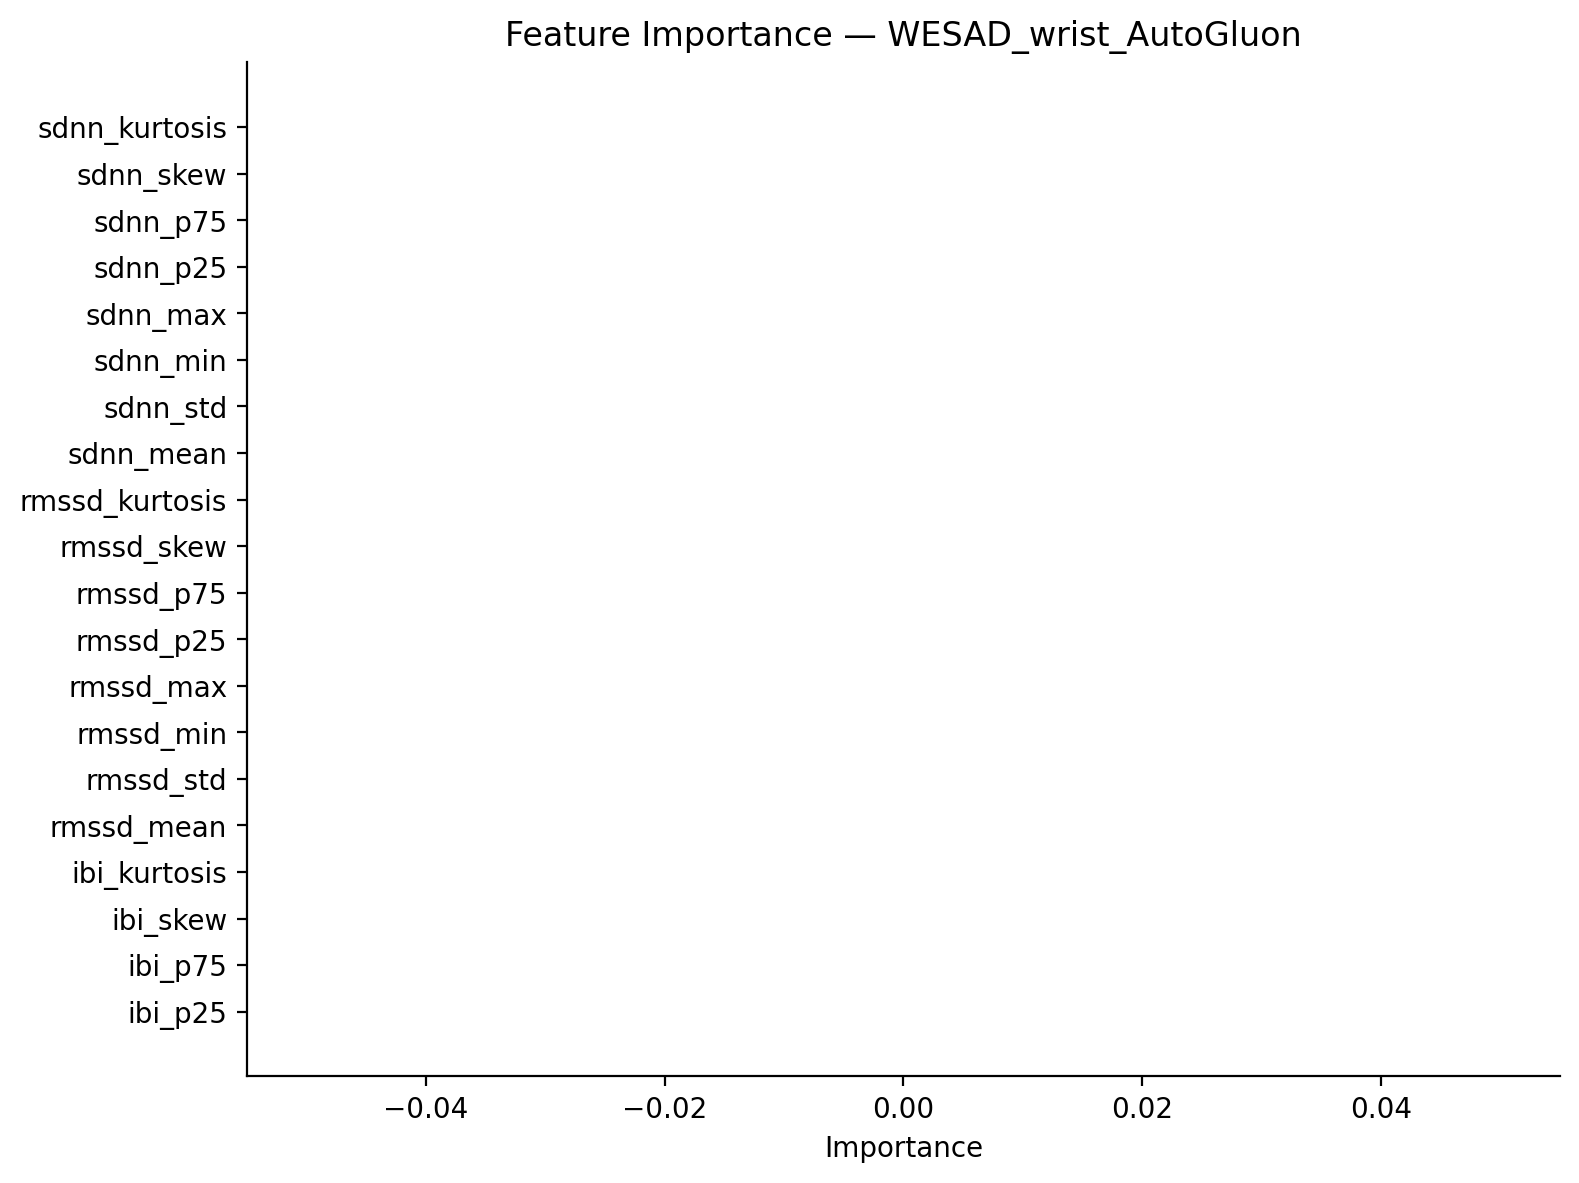 Feature Importance — WESAD_wrist_AutoGluon
sdnn_kurtosis
sdnn_skew
sdnn_p75
sdnn_p25
sdnn_max
sdnn_min
sdnn_std
sdnn_mean
rmssd_kurtosis
rmssd_skew
rmssd_p75
rmssd_p25
rmssd_max
rmssd_min
rmssd_std
rmssd_mean
ibi_kurtosis
ibi_skew
ibi_p75
ibi_p25
−0.04 −0.02 0.00 0.02 0.04
Importance